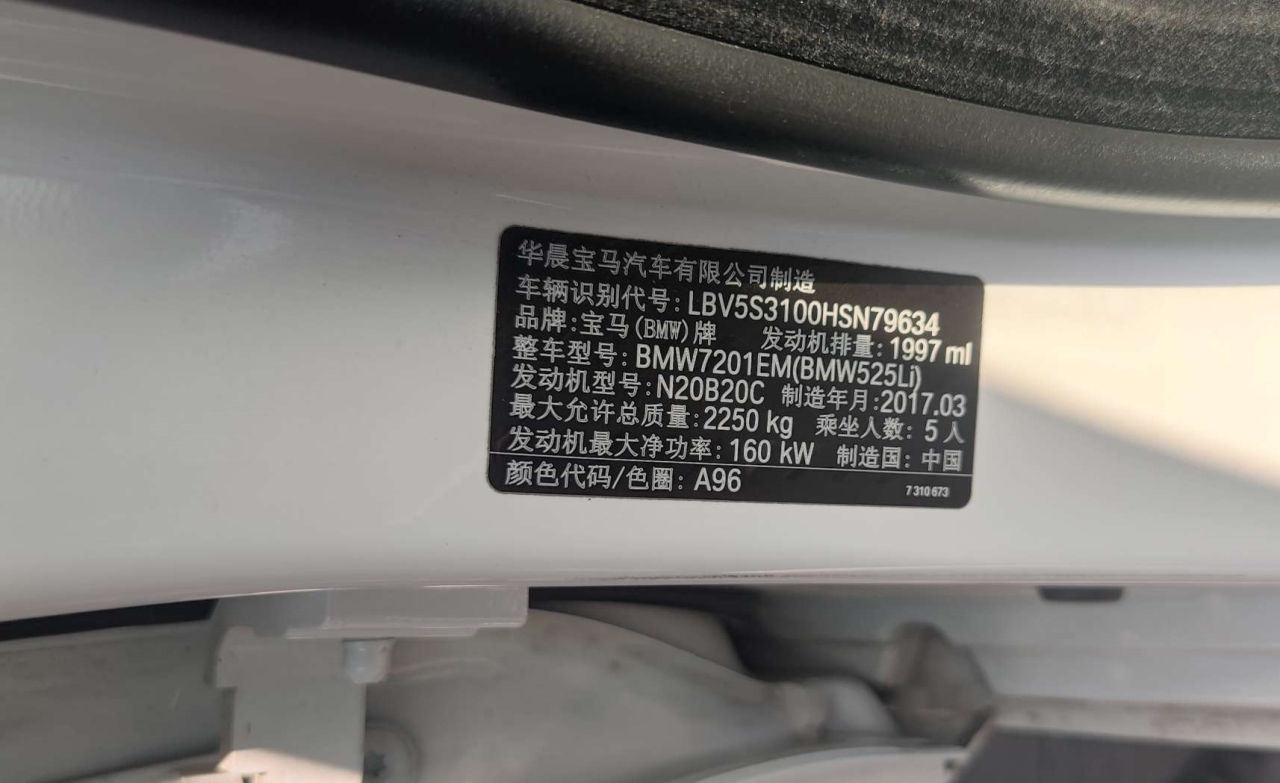 华晨宝马汽车有限公司制造
车辆识别代号: LBV5S3100HSN79634
品牌: 宝马(BMW)牌 发动机排量: 1997 ml
整车型号: BMW7201EM(BMW525Li)
发动机型号: N20B20C 制造年月: 2017.03
最大允许总质量: 2250 kg 乘坐人数: 5人
发动机最大净功率: 160 kW 制造国: 中国
颜色代码/色圈: A96 7 310 673